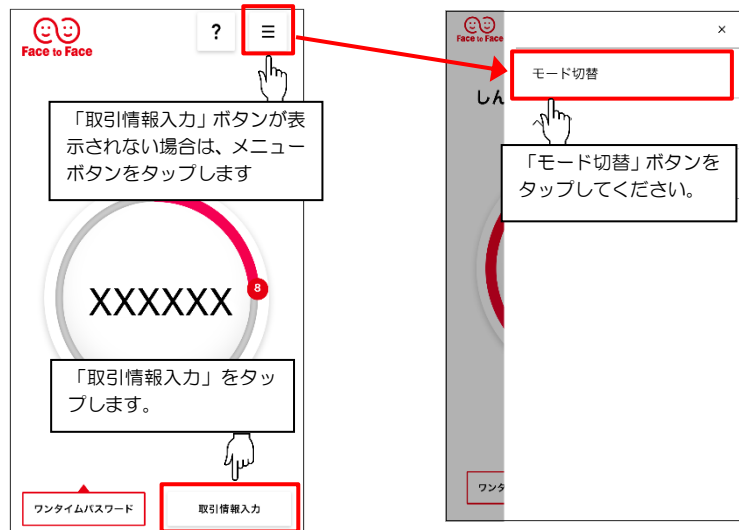 Face to Face
?
「取引情報入力」ボタンが表
示されない場合は、メニュー
ボタンをタップします
8
XXXXXX
「取引情報入力」をタッ
プします。
ワンタイムパスワード
取引情報入力
Face to Face
×
モード切替
しん
「モード切替」ボタンを
タップしてください。
ワンタ